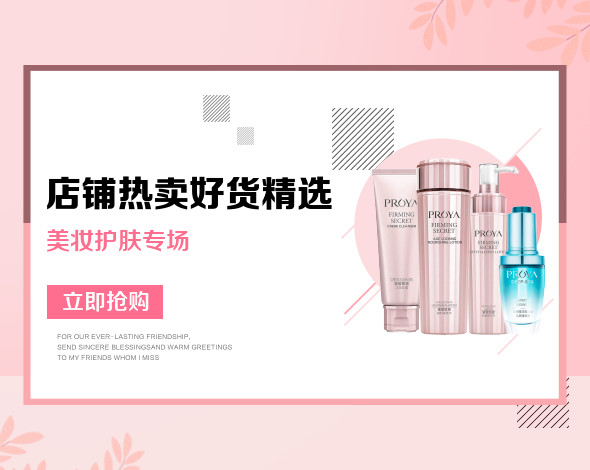 店铺热卖好货精选
美妆护肤专场
立即抢购
FOR OUR EVER-LASTING FRIENDSHIP,
SEND SINCERE BLESSINGSAND WARM GREETINGS
TO MY FRIENDS WHOM I MISS
PROYA
FIRMING
SECRET
PROYA
FIRMING
SECRET
PROYA
FIRMING
SECRET
PROYA